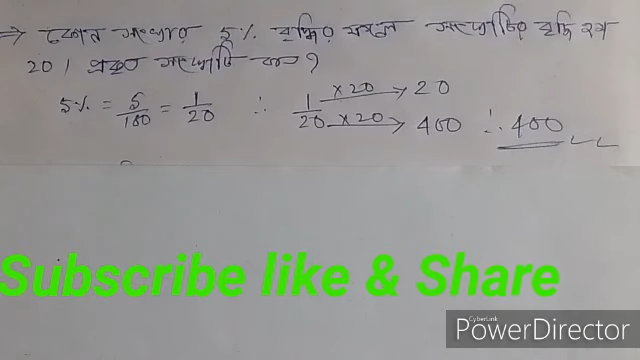 ⇒ কোন সংখ্যার 5% বৃদ্ধির ফলে সংখ্যাটির বৃদ্ধি হয়
20। প্রকৃত সংখ্যাটি কত?
5% = 5/100 = 1/20 ∴ 1/20 ×20 → 20
×20 → 400 ∴ 400
Subscribe like & Share
CyberLink
PowerDirector